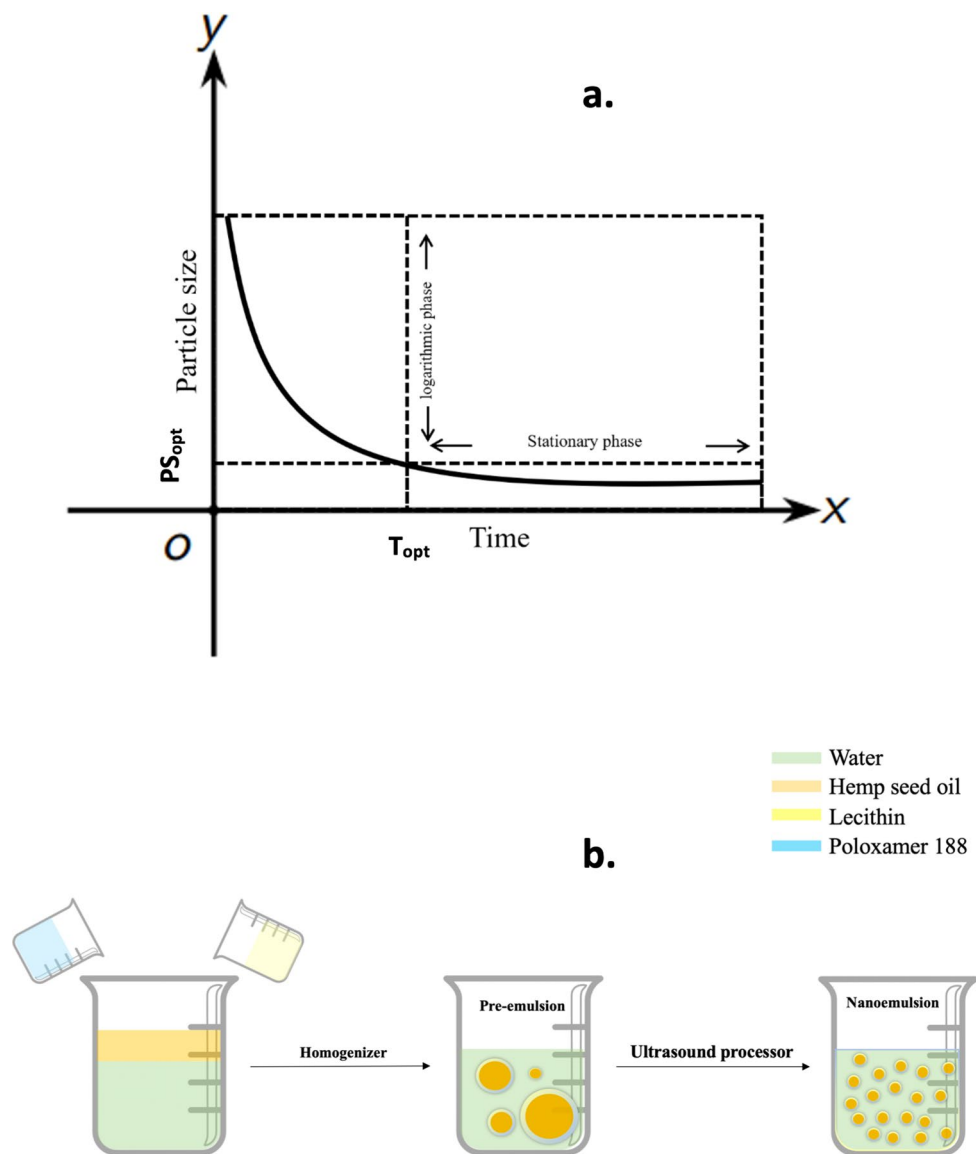 y
a.
Particle size
logarithmic phase
Stationary phase
PSopt
x
O
Topt
Time
Water
Hemp seed oil
Lecithin
Poloxamer 188
b.
Pre-emulsion
Nanoemulsion
Homogenizer
Ultrasound processor